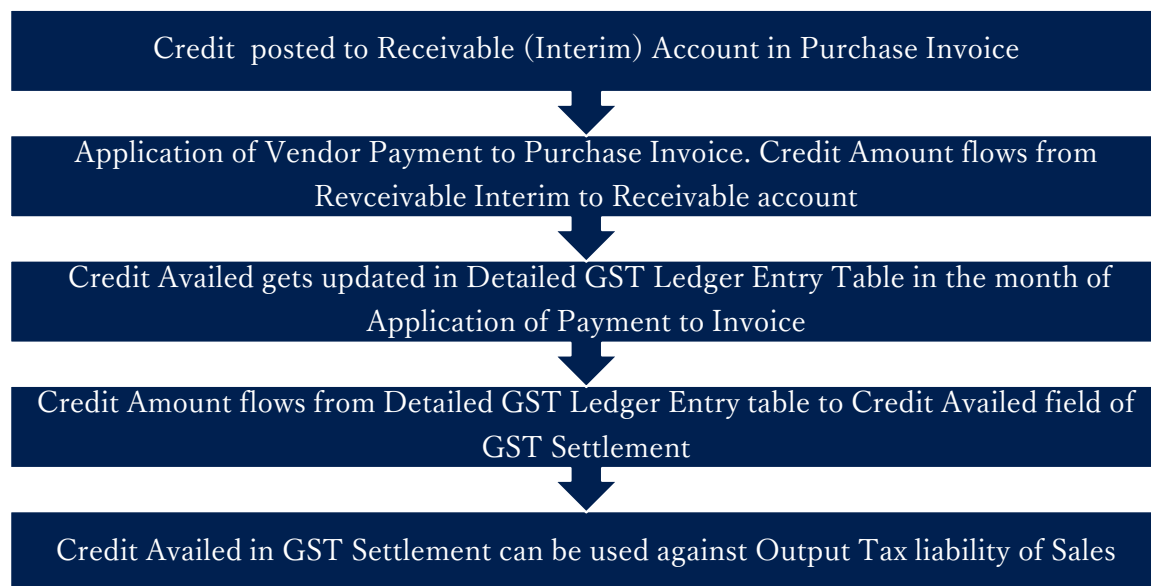 Credit  posted to Receivable (Interim) Account in Purchase Invoice
Application of Vendor Payment to Purchase Invoice. Credit Amount flows from
Revceivable Interim to Receivable account
Credit Availed gets updated in Detailed GST Ledger Entry Table in the month of
Application of Payment to Invoice
Credit Amount flows from Detailed GST Ledger Entry table to Credit Availed field of
GST Settlement
Credit Availed in GST Settlement can be used against Output Tax liability of Sales